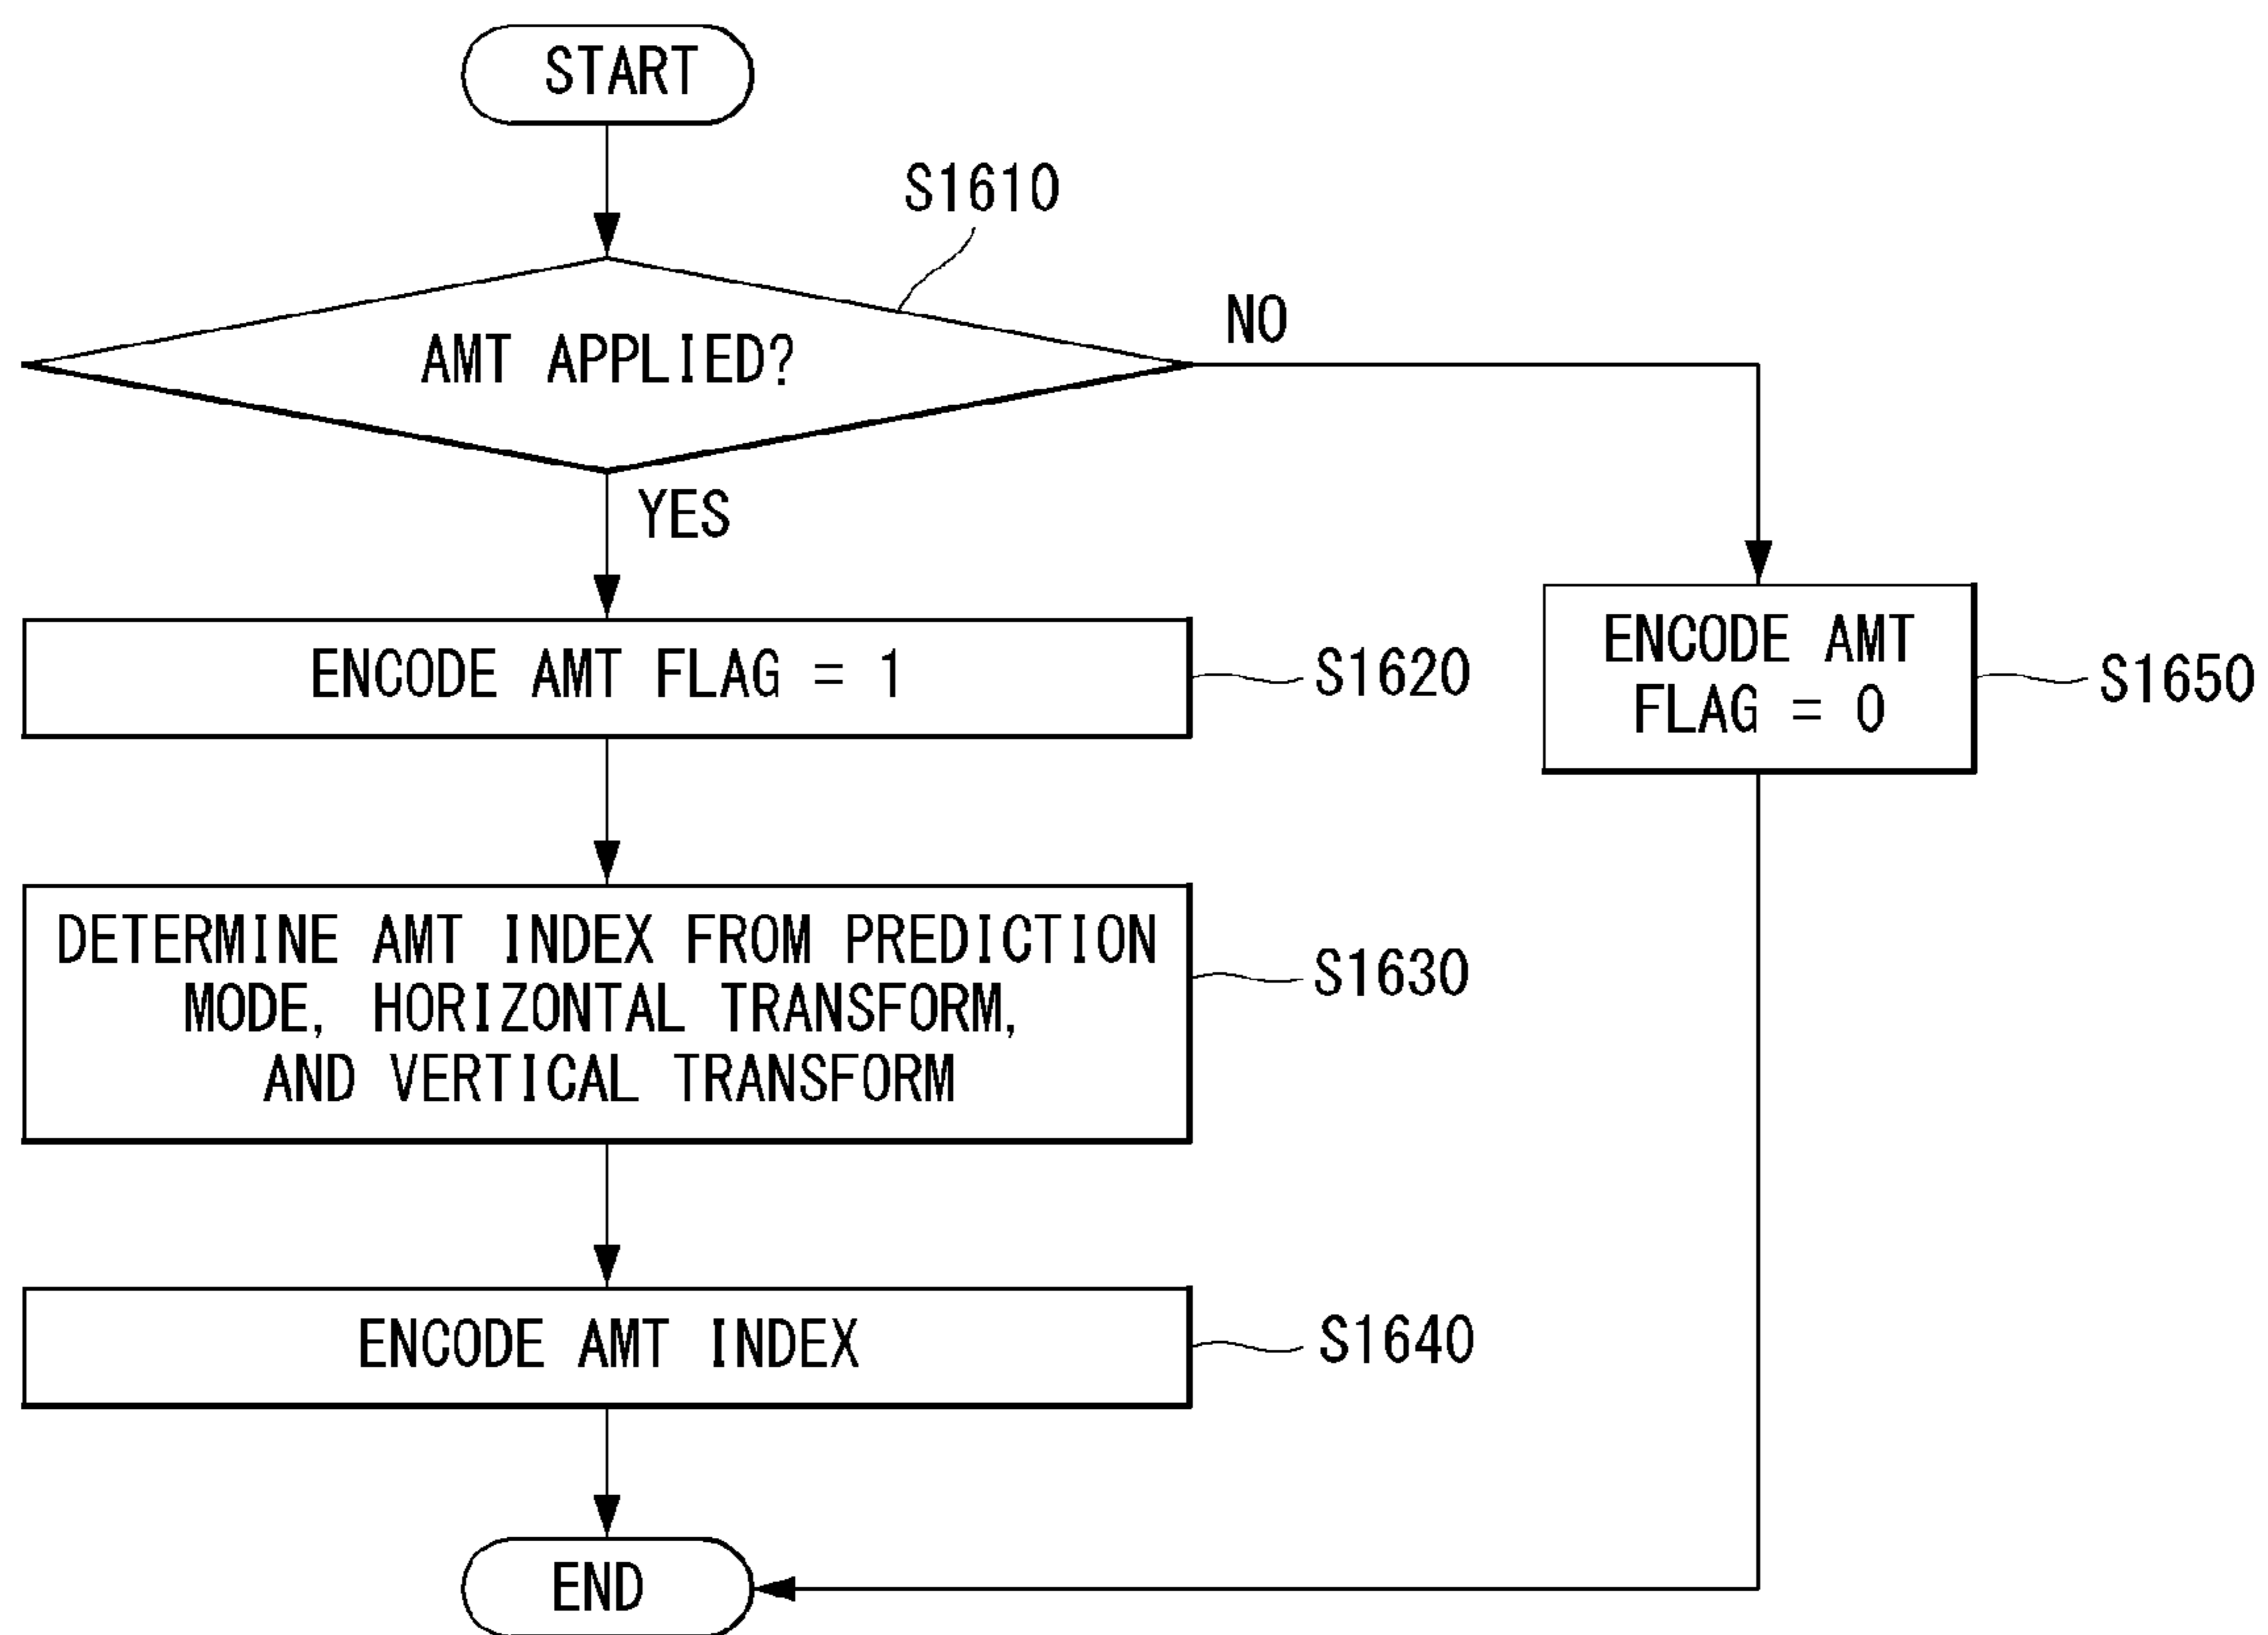 START
S1610
AMT APPLIED?
NO
YES
ENCODE AMT FLAG = 1
S1620
ENCODE AMT
FLAG = 0
S1650
DETERMINE AMT INDEX FROM PREDICTION
MODE, HORIZONTAL TRANSFORM,
AND VERTICAL TRANSFORM
S1630
ENCODE AMT INDEX
S1640
END